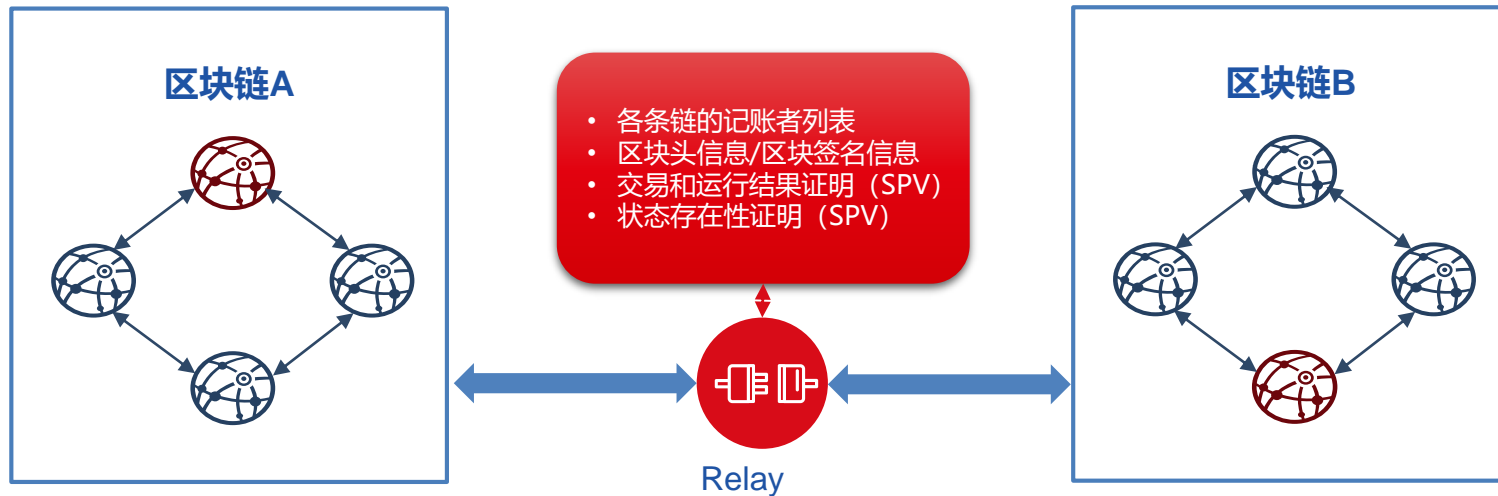 区块链A
• 各条链的记账者列表
• 区块头信息/区块签名信息
• 交易和运行结果证明（SPV）
• 状态存在性证明（SPV）
区块链B
Relay